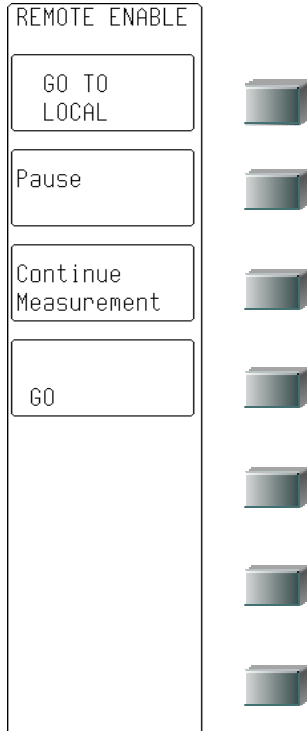 REMOTE ENABLE
GO TO
LOCAL
Pause
Continue
Measurement
GO